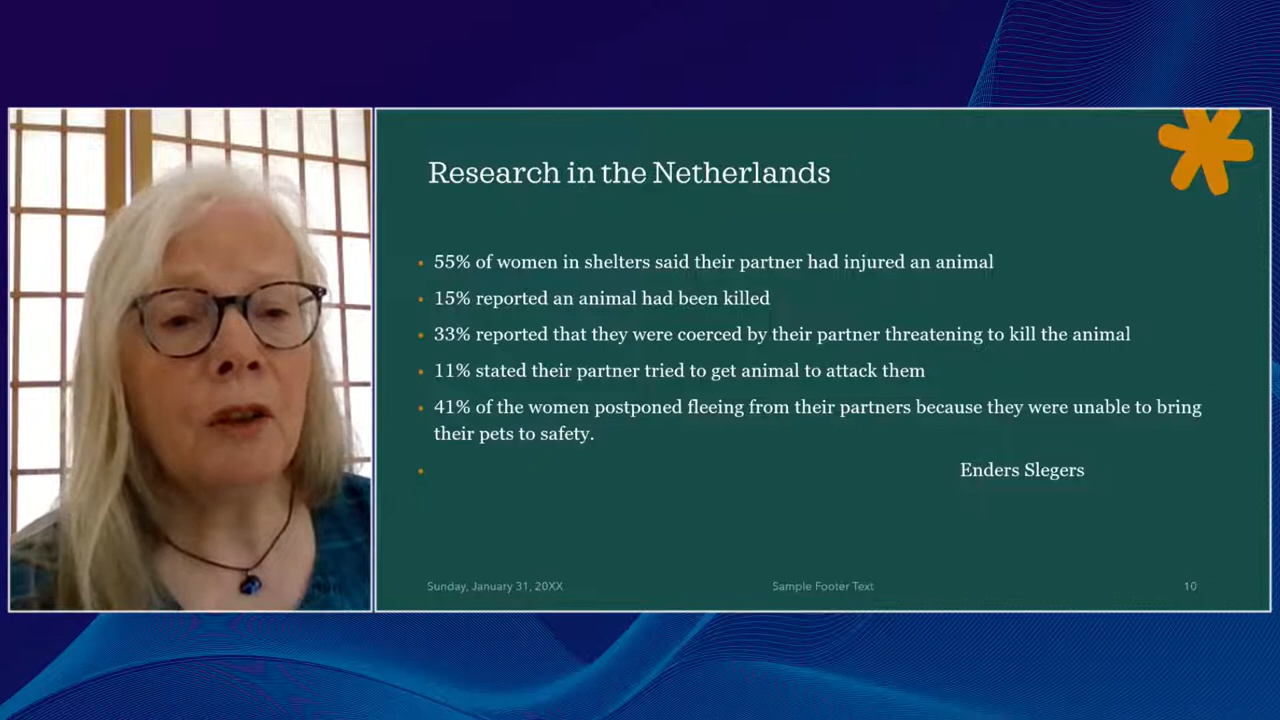 Research in the Netherlands
• 55% of women in shelters said their partner had injured an animal
• 15% reported an animal had been killed
• 33% reported that they were coerced by their partner threatening to kill the animal
• 11% stated their partner tried to get animal to attack them
• 41% of the women postponed fleeing from their partners because they were unable to bring
their pets to safety.
• Enders Slegers
Sunday, January 31, 20XX Sample Footer Text 10